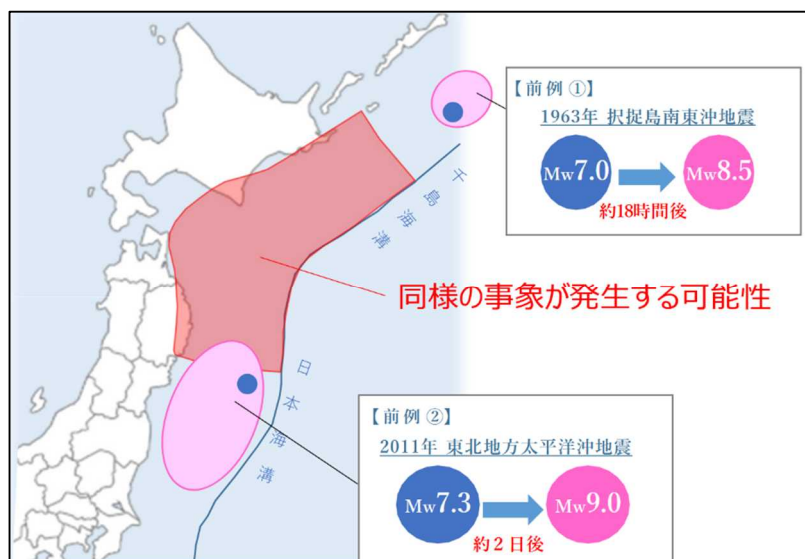 【前例①】
1963年 択捉島南東沖地震
Mw7.0
Mw8.5
約18時間後
千島海溝
同様の事象が発生する可能性
日本海溝
【前例②】
2011年 東北地方太平洋沖地震
Mw7.3
Mw9.0
約2日後